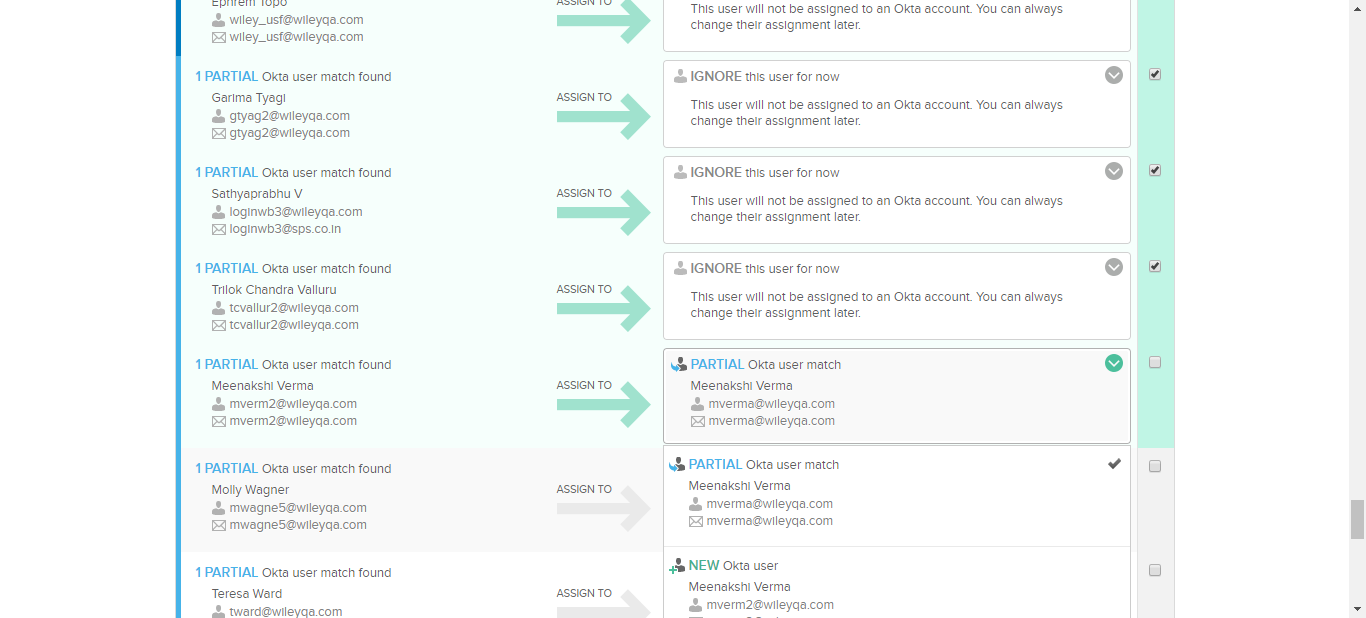 Ephrem Topo
wiley_usf@wileyqa.com
wiley_usf@wileyqa.com
ASSIGN TO
This user will not be assigned to an Okta account. You can always
change their assignment later.
1 PARTIAL Okta user match found
Garima Tyagi
gtyag2@wileyqa.com
gtyag2@wileyqa.com
ASSIGN TO
IGNORE this user for now
This user will not be assigned to an Okta account. You can always
change their assignment later.
1 PARTIAL Okta user match found
Sathyaprabhu V
loginwb3@wileyqa.com
loginwb3@sps.co.in
ASSIGN TO
IGNORE this user for now
This user will not be assigned to an Okta account. You can always
change their assignment later.
1 PARTIAL Okta user match found
Trilok Chandra Valluru
tcvallur2@wileyqa.com
tcvallur2@wileyqa.com
ASSIGN TO
IGNORE this user for now
This user will not be assigned to an Okta account. You can always
change their assignment later.
1 PARTIAL Okta user match found
Meenakshi Verma
mverm2@wileyqa.com
mverm2@wileyqa.com
ASSIGN TO
PARTIAL Okta user match
Meenakshi Verma
mverma@wileyqa.com
mverma@wileyqa.com
1 PARTIAL Okta user match found
Molly Wagner
mwagne5@wileyqa.com
mwagne5@wileyqa.com
ASSIGN TO
PARTIAL Okta user match
Meenakshi Verma
mverma@wileyqa.com
mverma@wileyqa.com
1 PARTIAL Okta user match found
Teresa Ward
tward@wileyqa.com
ASSIGN TO
NEW Okta user
Meenakshi Verma
mverm2@wileyqa.com